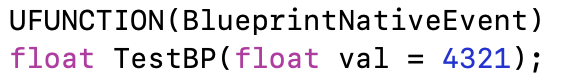 UFUNCTION(BlueprintNativeEvent)
float TestBP(float val = 4321);